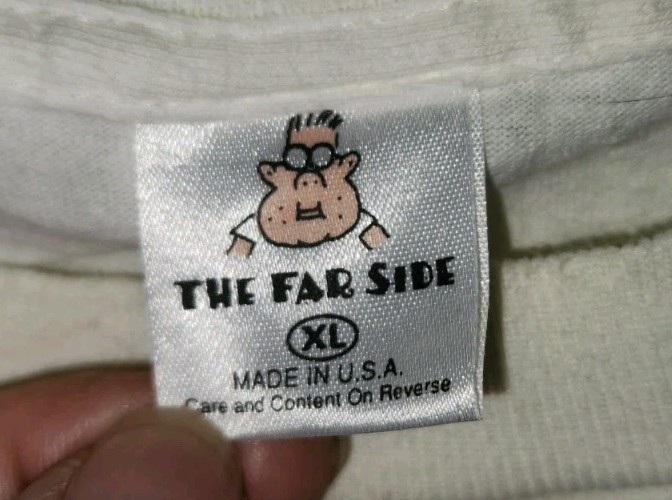 THE FAR SIDE
XL
MADE IN U.S.A.
Care and Content On Reverse